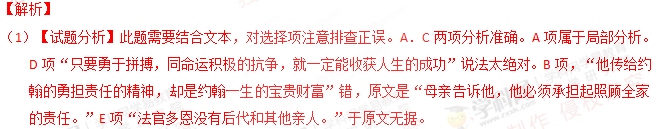 【解析】
（1）【试题分析】此题需要结合文本，对选择项注意排查正误。A．C 两项分析准确。A 项属于局部分析。
D 项“只要勇于拼搏，同命运积极的抗争，就一定能收获人生的成功”说法太绝对。B 项，“他传给约
翰的勇担责任的精神，却是约翰一生的宝贵财富”错，原文是“母亲告诉他，他必须承担起照顾全家
的责任。”E 项“法官多恩没有后代和其他亲人。”于原文无据。